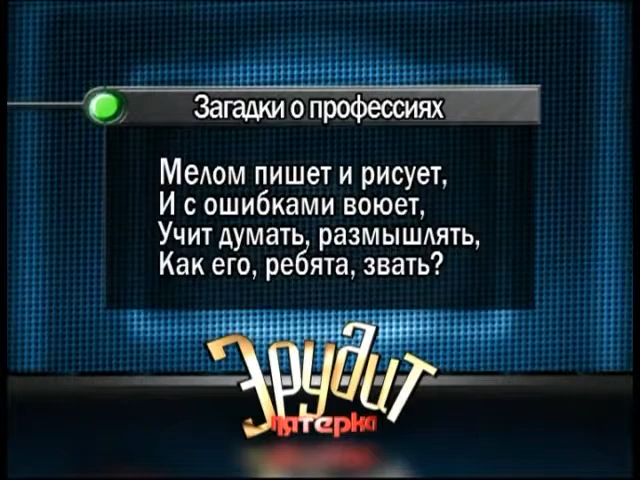 Загадки о профессиях
Мелом пишет и рисует,
И с ошибками воюет,
Учит думать, размышлять,
Как его, ребята, звать?
Эрудит
пятерка